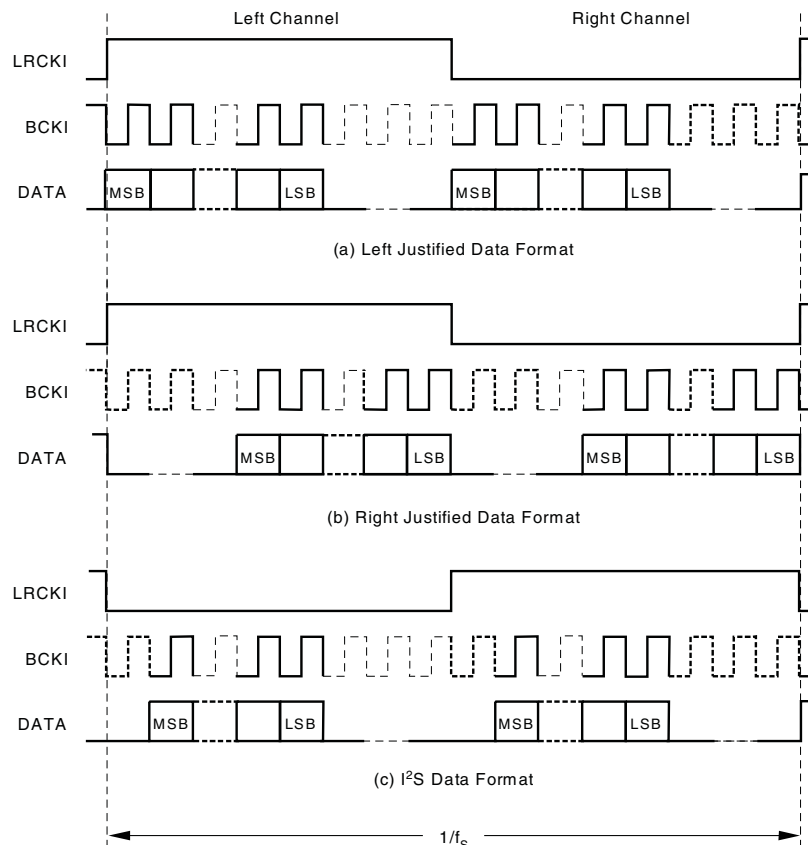 Left Channel Right Channel
LRCKI
BCKI
DATA MSB LSB MSB LSB
(a) Left Justified Data Format
LRCKI
BCKI
DATA MSB LSB MSB LSB
(b) Right Justified Data Format
LRCKI
BCKI
DATA MSB LSB MSB LSB
(c) I²S Data Format
1/fS